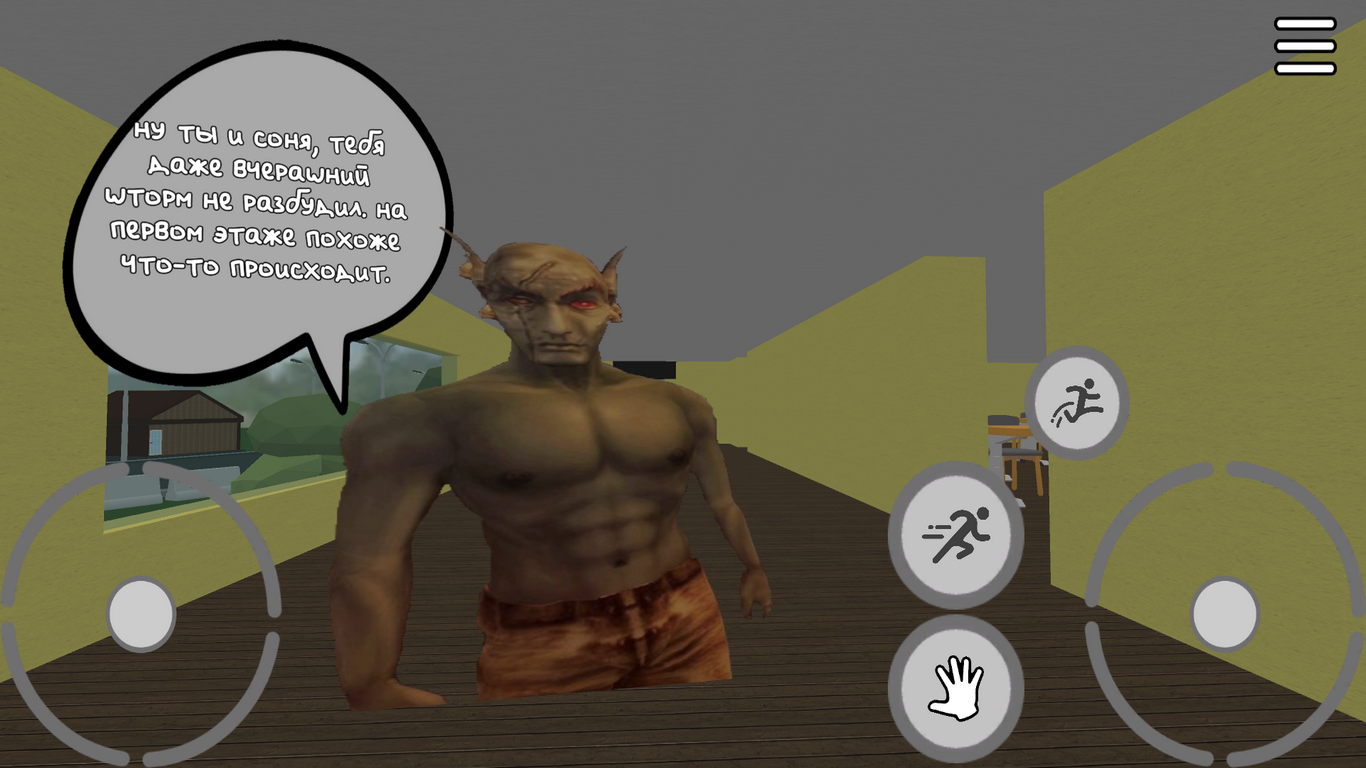 ну ты и соня, тебя
даже вчерашний
шторм не разбудил. на
первом этаже похоже
что-то происходит.